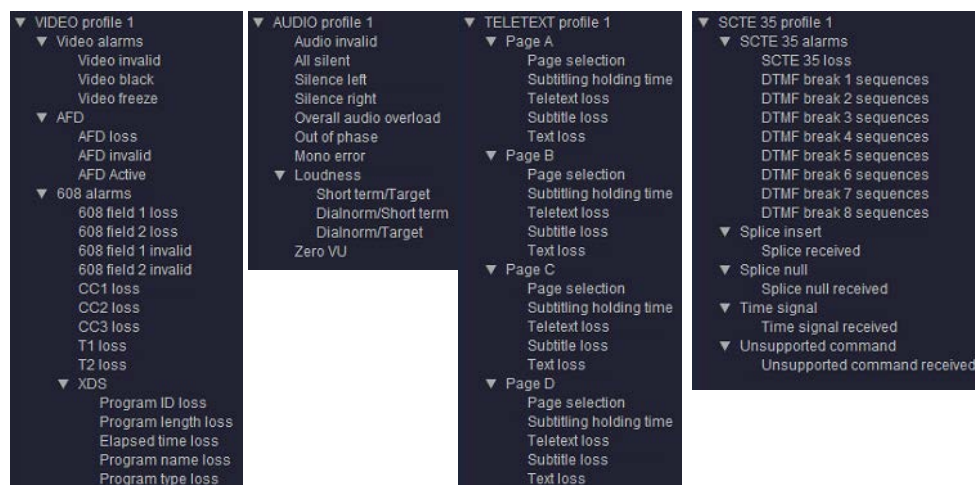 VIDEO profile 1
Video alarms
Video invalid
Video black
Video freeze
AFD
AFD loss
AFD invalid
AFD Active
608 alarms
608 field 1 loss
608 field 2 loss
608 field 1 invalid
608 field 2 invalid
CC1 loss
CC2 loss
CC3 loss
T1 loss
T2 loss
XDS
Program ID loss
Program length loss
Elapsed time loss
Program name loss
Program type loss
AUDIO profile 1
Audio invalid
All silent
Silence left
Silence right
Overall audio overload
Out of phase
Mono error
Loudness
Short term/Target
Dialnorm/Short term
Dialnorm/Target
Zero VU
TELETEXT profile 1
Page A
Page selection
Subtitling holding time
Teletext loss
Subtitle loss
Text loss
Page B
Page selection
Subtitling holding time
Teletext loss
Subtitle loss
Text loss
Page C
Page selection
Subtitling holding time
Teletext loss
Subtitle loss
Text loss
Page D
Page selection
Subtitling holding time
Teletext loss
Subtitle loss
Text loss
SCTE 35 profile 1
SCTE 35 alarms
SCTE 35 loss
DTMF break 1 sequences
DTMF break 2 sequences
DTMF break 3 sequences
DTMF break 4 sequences
DTMF break 5 sequences
DTMF break 6 sequences
DTMF break 7 sequences
DTMF break 8 sequences
Splice insert
Splice received
Splice null
Splice null received
Time signal
Time signal received
Unsupported command
Unsupported command received